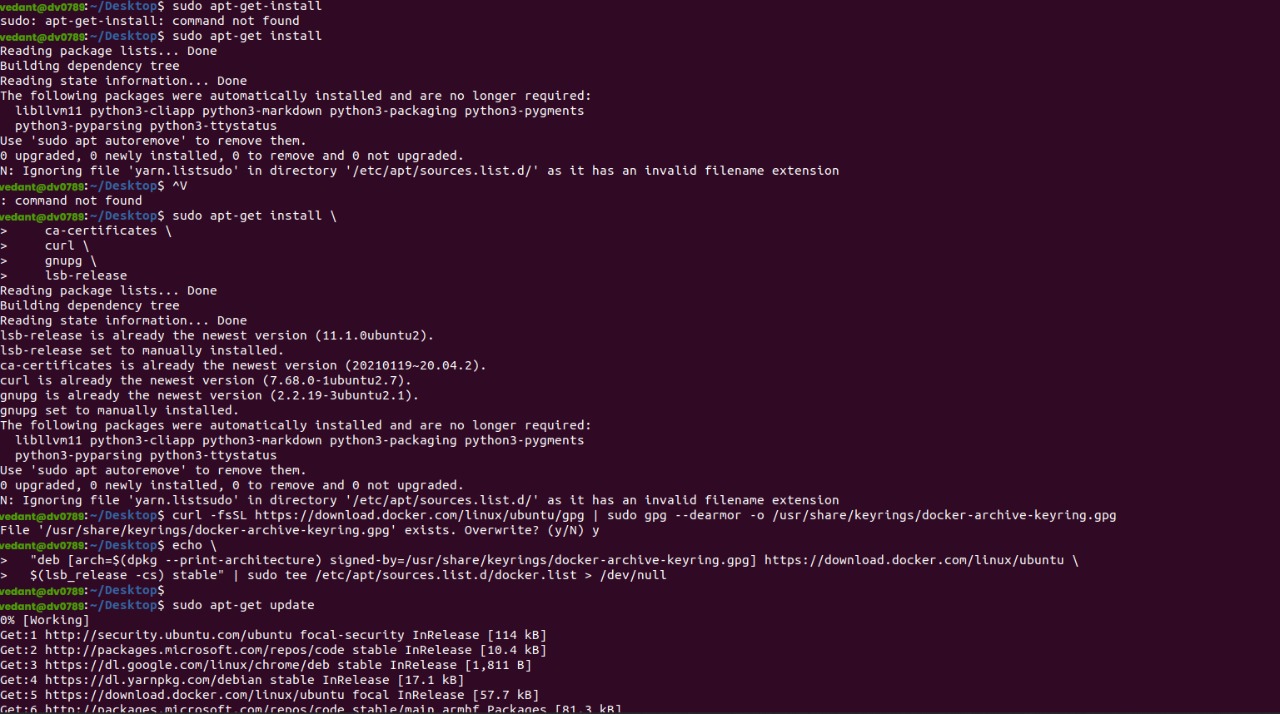 vedant@dv0789:~/Desktop$ sudo apt-get-install
sudo: apt-get-install: command not found
vedant@dv0789:~/Desktop$ sudo apt-get install
Reading package lists... Done
Building dependency tree
Reading state information... Done
The following packages were automatically installed and are no longer required:
  libllvm11 python3-cliapp python3-markdown python3-packaging python3-pygments
  python3-pyparsing python3-ttystatus
Use 'sudo apt autoremove' to remove them.
0 upgraded, 0 newly installed, 0 to remove and 0 not upgraded.
N: Ignoring file 'yarn.listsudo' in directory '/etc/apt/sources.list.d/' as it has an invalid filename extension
vedant@dv0789:~/Desktop$ ^V
: command not found
vedant@dv0789:~/Desktop$ sudo apt-get install \
>     ca-certificates \
>     curl \
>     gnupg \
>     lsb-release
Reading package lists... Done
Building dependency tree
Reading state information... Done
lsb-release is already the newest version (11.1.0ubuntu2).
lsb-release set to manually installed.
ca-certificates is already the newest version (20210119~20.04.2).
curl is already the newest version (7.68.0-1ubuntu2.7).
gnupg is already the newest version (2.2.19-3ubuntu2.1).
gnupg set to manually installed.
The following packages were automatically installed and are no longer required:
  libllvm11 python3-cliapp python3-markdown python3-packaging python3-pygments
  python3-pyparsing python3-ttystatus
Use 'sudo apt autoremove' to remove them.
0 upgraded, 0 newly installed, 0 to remove and 0 not upgraded.
N: Ignoring file 'yarn.listsudo' in directory '/etc/apt/sources.list.d/' as it has an invalid filename extension
vedant@dv0789:~/Desktop$ curl -fsSL https://download.docker.com/linux/ubuntu/gpg | sudo gpg --dearmor -o /usr/share/keyrings/docker-archive-keyring.gpg
File '/usr/share/keyrings/docker-archive-keyring.gpg' exists. Overwrite? (y/N) y
vedant@dv0789:~/Desktop$ echo \
>   "deb [arch=$(dpkg --print-architecture) signed-by=/usr/share/keyrings/docker-archive-keyring.gpg] https://download.docker.com/linux/ubuntu \
>   $(lsb_release -cs) stable" | sudo tee /etc/apt/sources.list.d/docker.list > /dev/null
vedant@dv0789:~/Desktop$
vedant@dv0789:~/Desktop$ sudo apt-get update
0% [Working]
Get:1 http://security.ubuntu.com/ubuntu focal-security InRelease [114 kB]
Get:2 http://packages.microsoft.com/repos/code stable InRelease [10.4 kB]
Get:3 https://dl.google.com/linux/chrome/deb stable InRelease [1,811 B]
Get:4 https://dl.yarnpkg.com/debian stable InRelease [17.1 kB]
Get:5 https://download.docker.com/linux/ubuntu focal InRelease [57.7 kB]
Get:6 http://packages.microsoft.com/repos/code stable/main armhf Packages [81.3 kB]